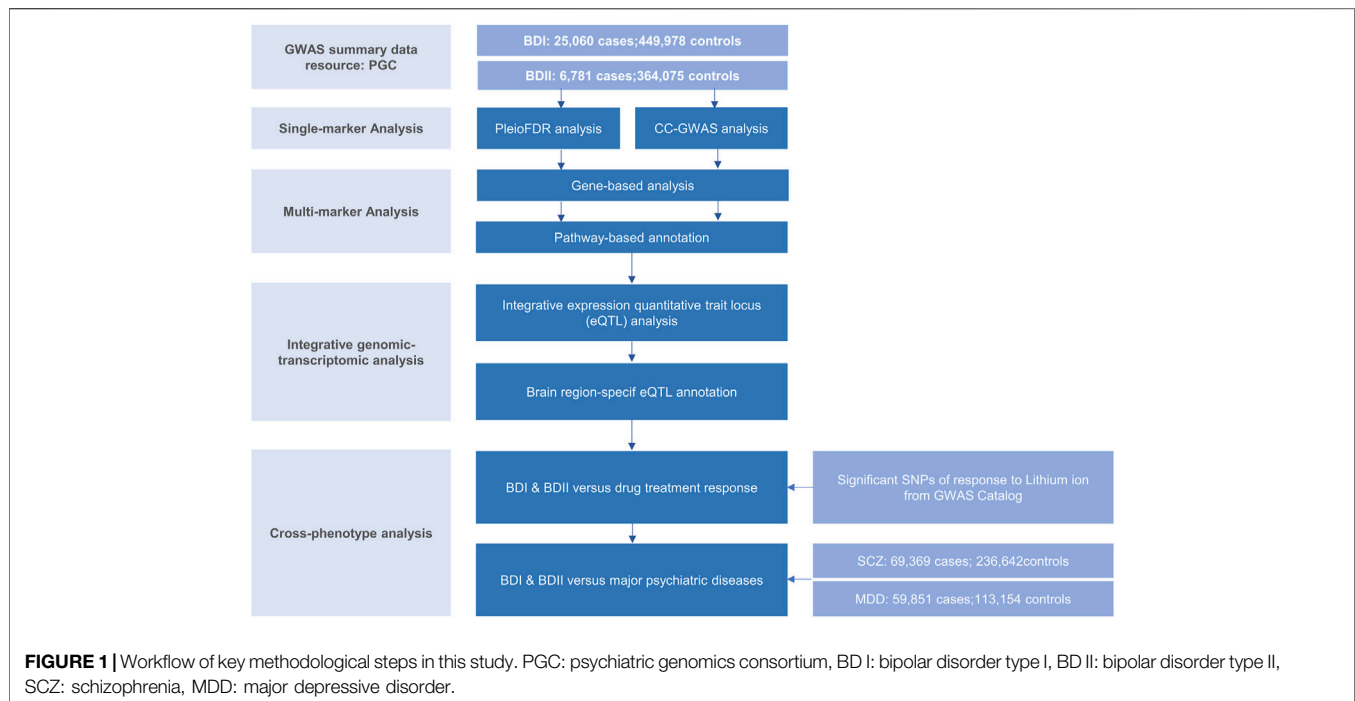 GWAS summary data
resource: PGC
BDI: 25,060 cases;449,978 controls
BDII: 6,781 cases;364,075 controls
Single-marker Analysis
PleioFDR analysis
CC-GWAS analysis
Multi-marker Analysis
Gene-based analysis
Pathway-based annotation
Integrative genomic-
transcriptomic analysis
Integrative expression quantitative trait locus
(eQTL) analysis
Brain region-specif eQTL annotation
Cross-phenotype analysis
BDI & BDII versus drug treatment response
Significant SNPs of response to Lithium ion
from GWAS Catalog
BDI & BDII versus major psychiatric diseases
SCZ: 69,369 cases; 236,642controls
MDD: 59,851 cases;113,154 controls
FIGURE 1 | Workflow of key methodological steps in this study. PGC: psychiatric genomics consortium, BD I: bipolar disorder type I, BD II: bipolar disorder type II,
SCZ: schizophrenia, MDD: major depressive disorder.